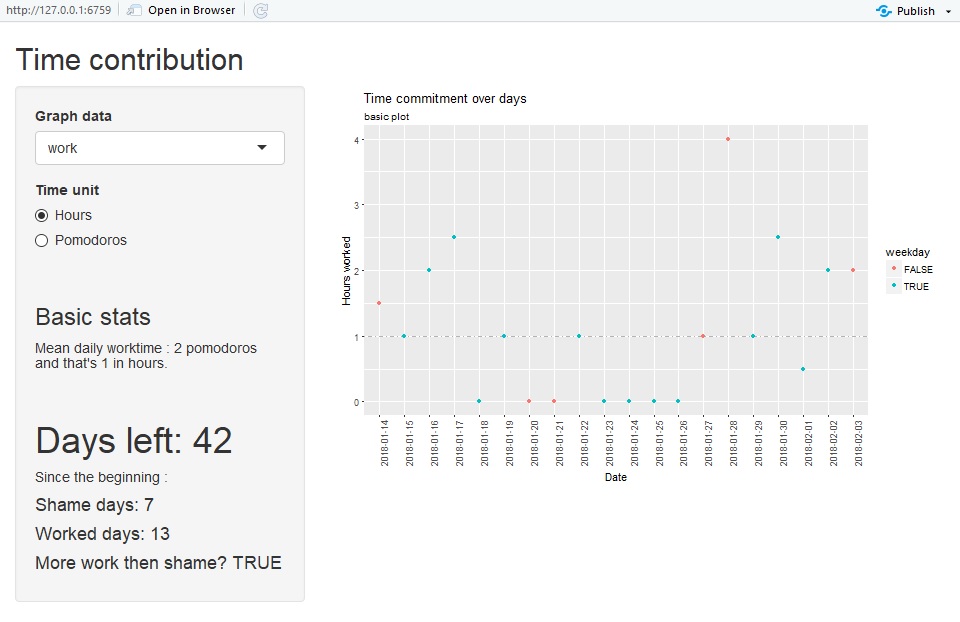 http://127.0.0.1:6759
Open in Browser
Publish
Time contribution
Graph data
work
Time unit
Hours
Pomodoros
Basic stats
Mean daily worktime : 2 pomodoros
and that's 1 in hours.
Days left: 42
Since the beginning :
Shame days: 7
Worked days: 13
More work then shame? TRUE
Time commitment over days
basic plot
Hours worked
4
3
2
1
0
2018-01-14
2018-01-15
2018-01-16
2018-01-17
2018-01-18
2018-01-19
2018-01-20
2018-01-21
2018-01-22
2018-01-23
2018-01-24
2018-01-25
2018-01-26
2018-01-27
2018-01-28
2018-01-29
2018-01-30
2018-02-01
2018-02-02
2018-02-03
Date
weekday
FALSE
TRUE